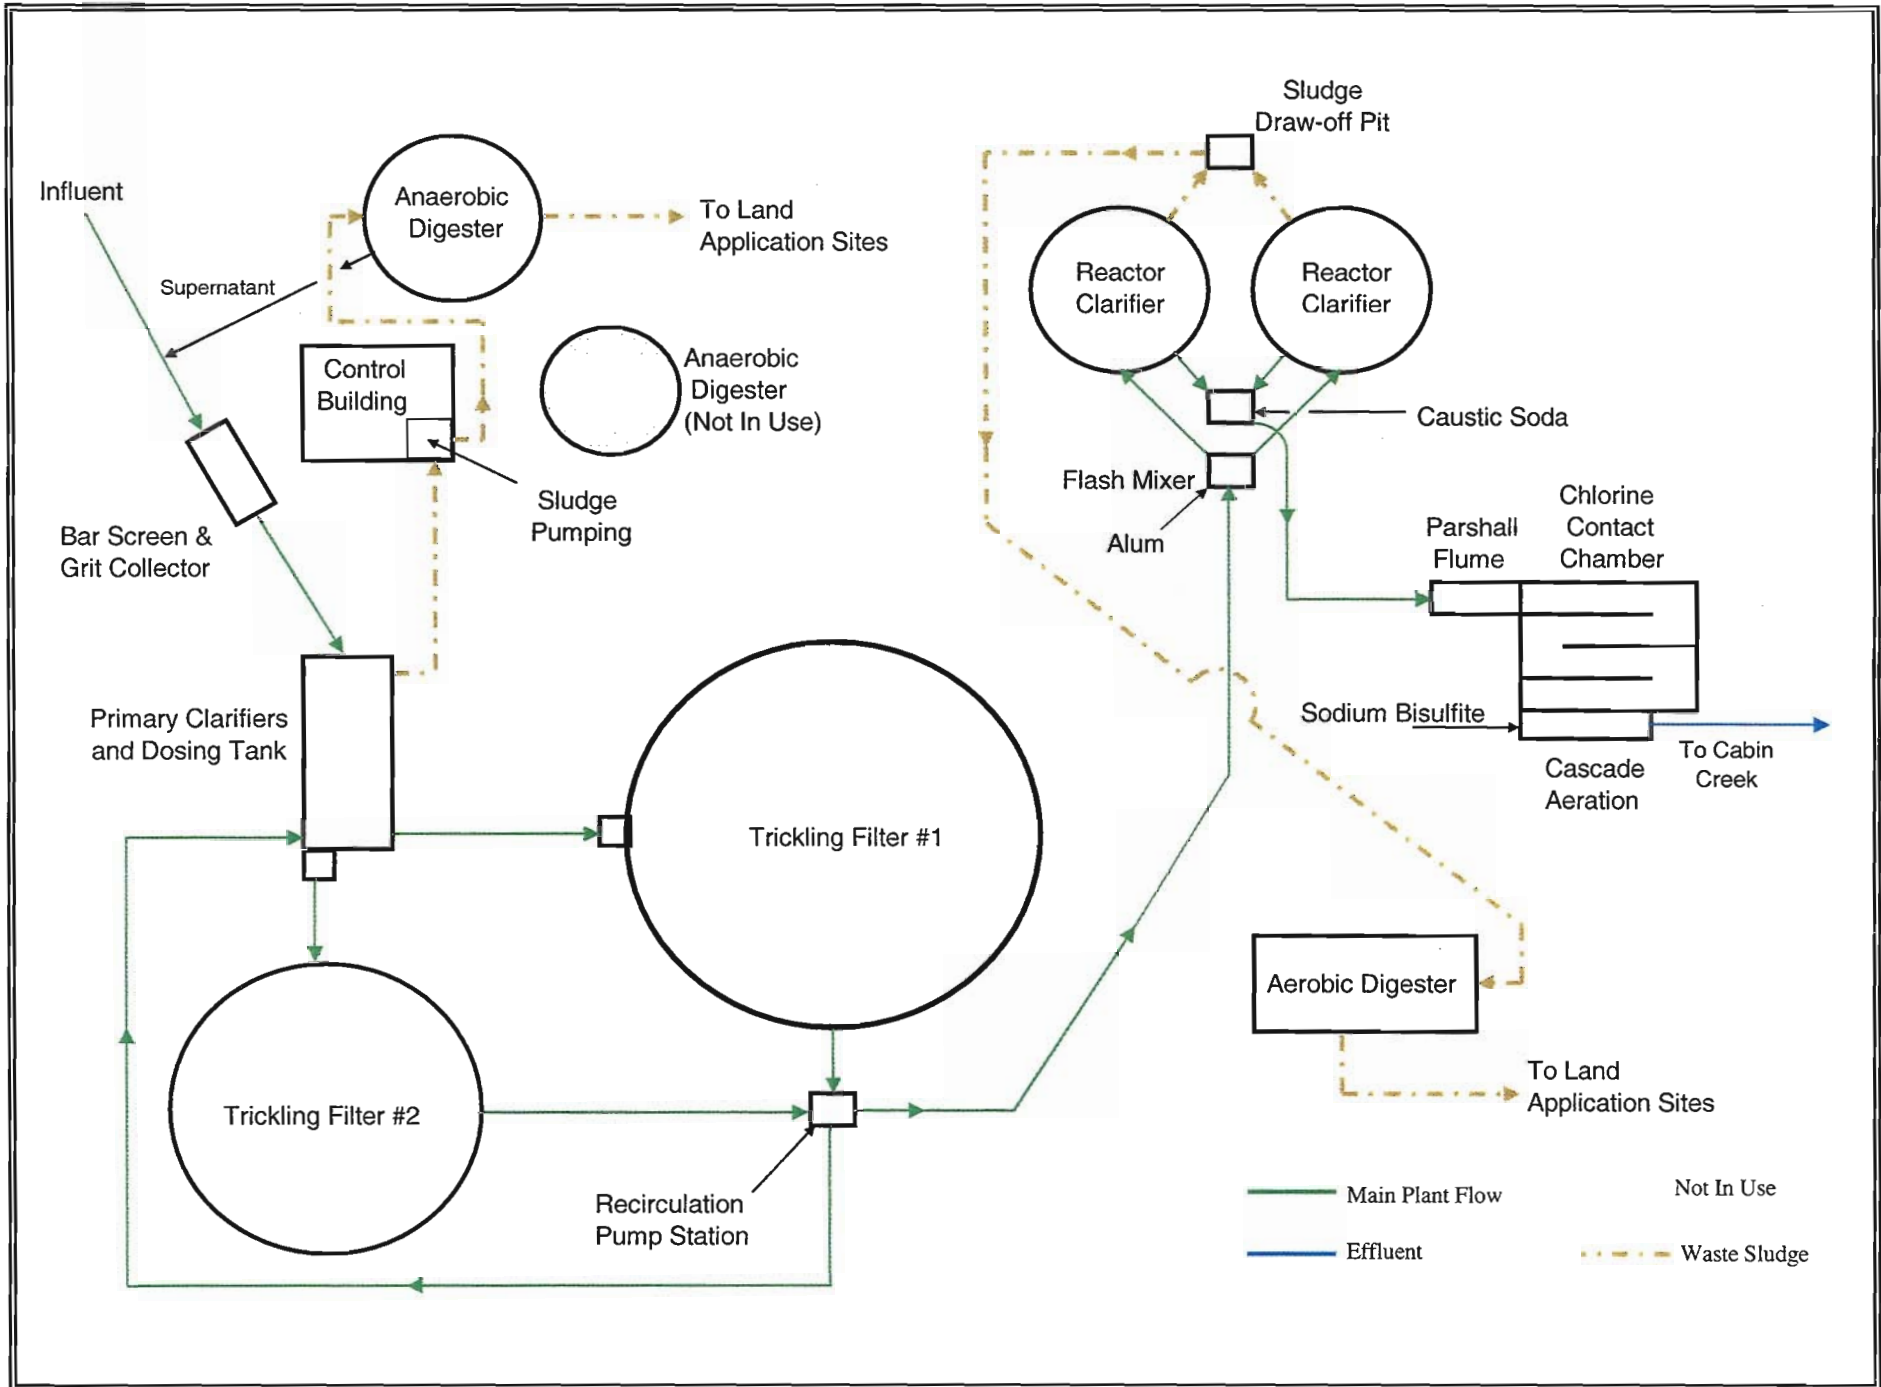 Sludge
Draw-off Pit
Influent
Anaerobic
Digester
To Land
Application Sites
Supernatant
Reactor
Clarifier
Reactor
Clarifier
Control
Building
Anaerobic
Digester
(Not In Use)
Caustic Soda
Sludge
Pumping
Flash Mixer
Alum
Bar Screen &
Grit Collector
Parshall
Flume
Chlorine
Contact
Chamber
Primary Clarifiers
and Dosing Tank
Sodium Bisulfite
To Cabin
Creek
Cascade
Aeration
Trickling Filter #1
Aerobic Digester
To Land
Application Sites
Trickling Filter #2
Recirculation
Pump Station
Main Plant Flow
Not In Use
Effluent
Waste Sludge